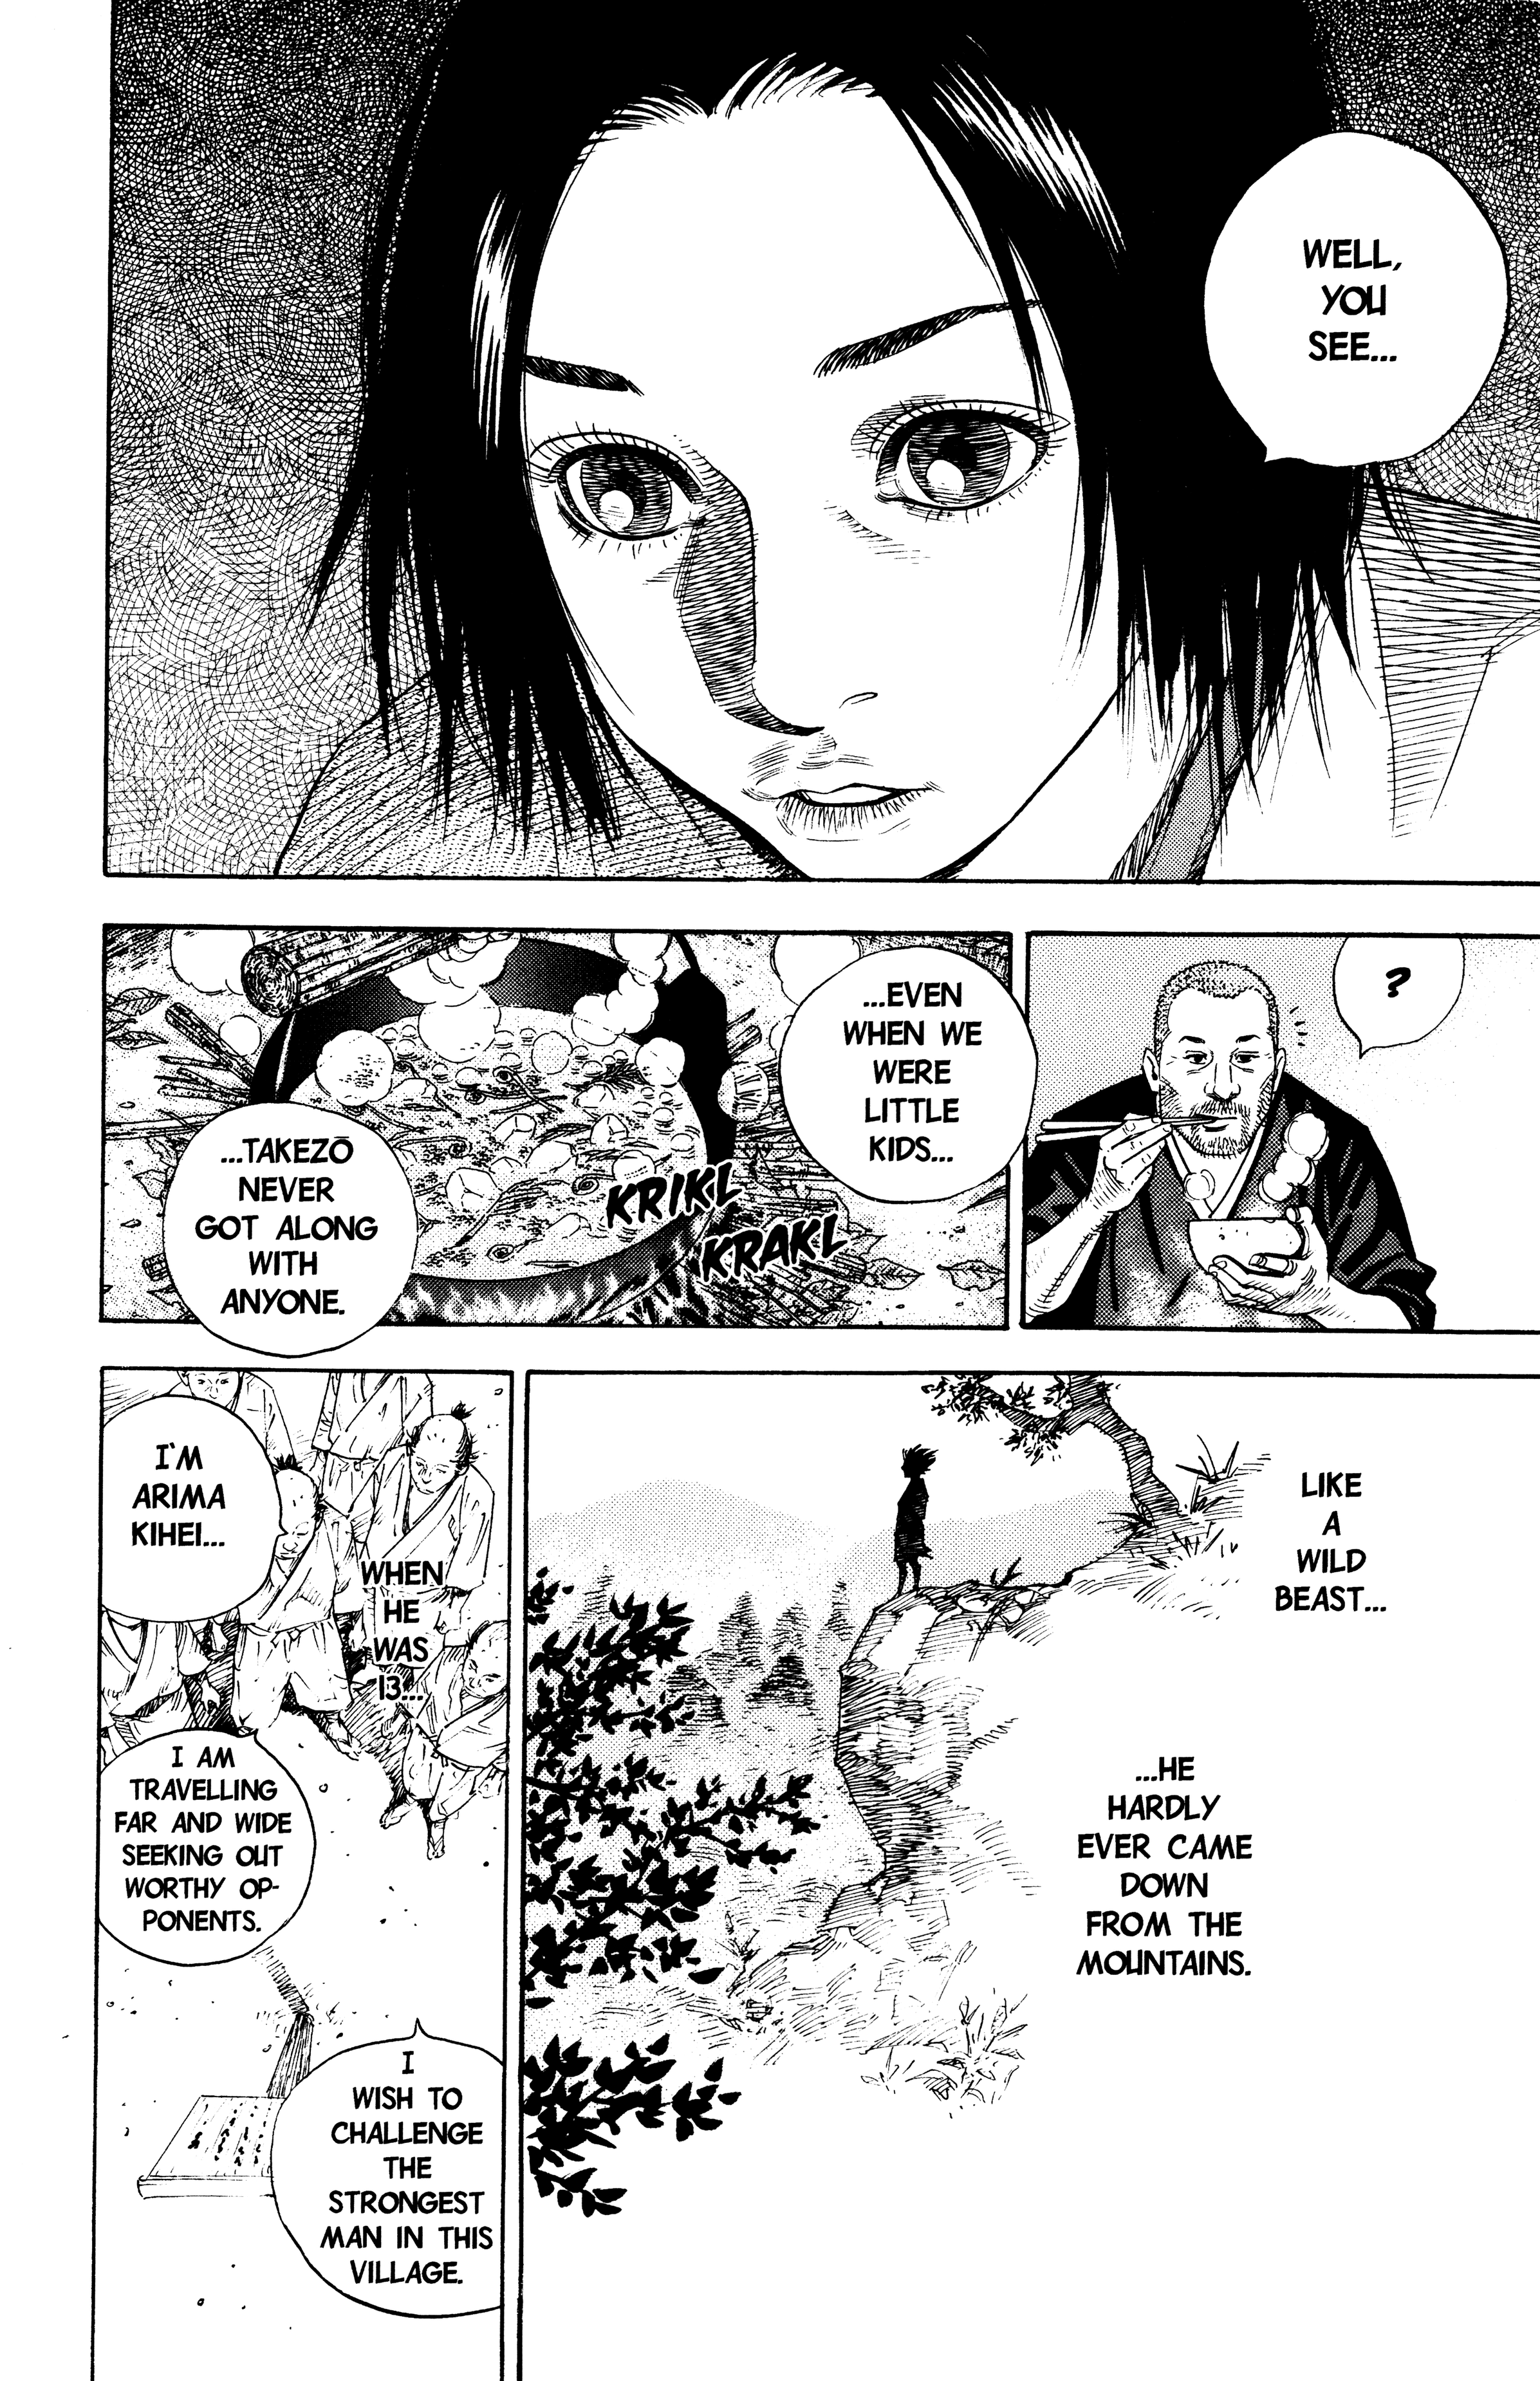 WELL,
YOU
SEE...
?
...EVEN
WHEN WE
WERE
LITTLE
KIDS...
...TAKEZŌ
NEVER
GOT ALONG
WITH
ANYONE.
KRIKL
KRAKL
LIKE
A
WILD
BEAST...
...HE
HARDLY
EVER CAME
DOWN
FROM THE
MOUNTAINS.
WHEN
HE
WAS
13...
I'M
ARIMA
KIHEI...
I AM
TRAVELLING
FAR AND WIDE
SEEKING OUT
WORTHY OP-
PONENTS.
I
WISH TO
CHALLENGE
THE
STRONGEST
MAN IN THIS
VILLAGE.